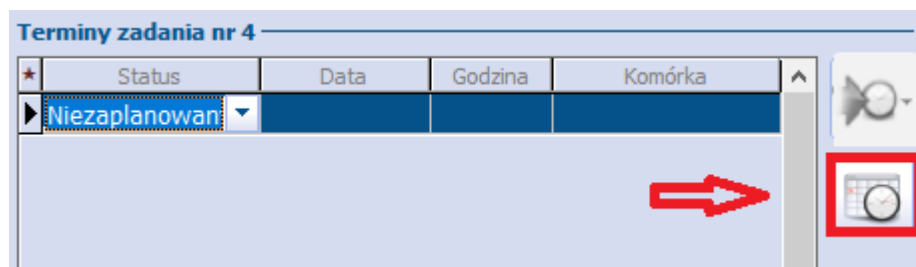 Terminy zadania nr 4
Status Data Godzina Komórka
Niezaplanowan